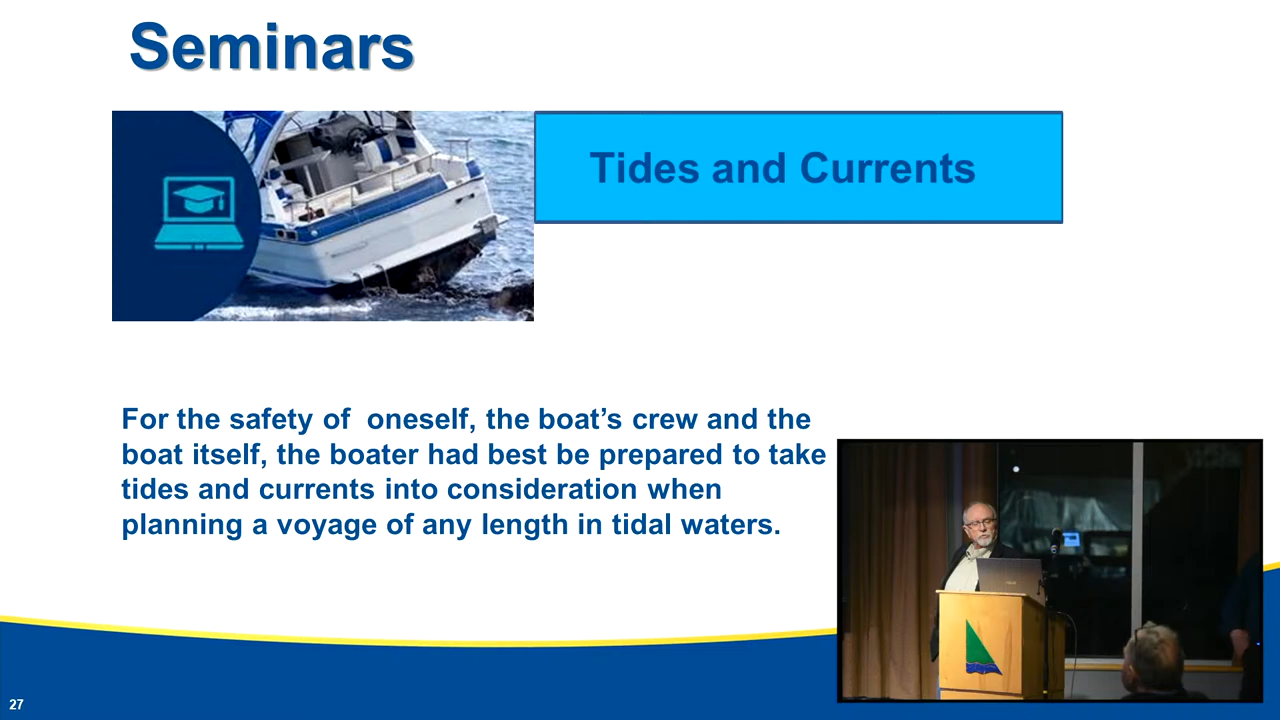 Seminars
Tides and Currents
For the safety of  oneself, the boat’s crew and the
boat itself, the boater had best be prepared to take
tides and currents into consideration when
planning a voyage of any length in tidal waters.
27